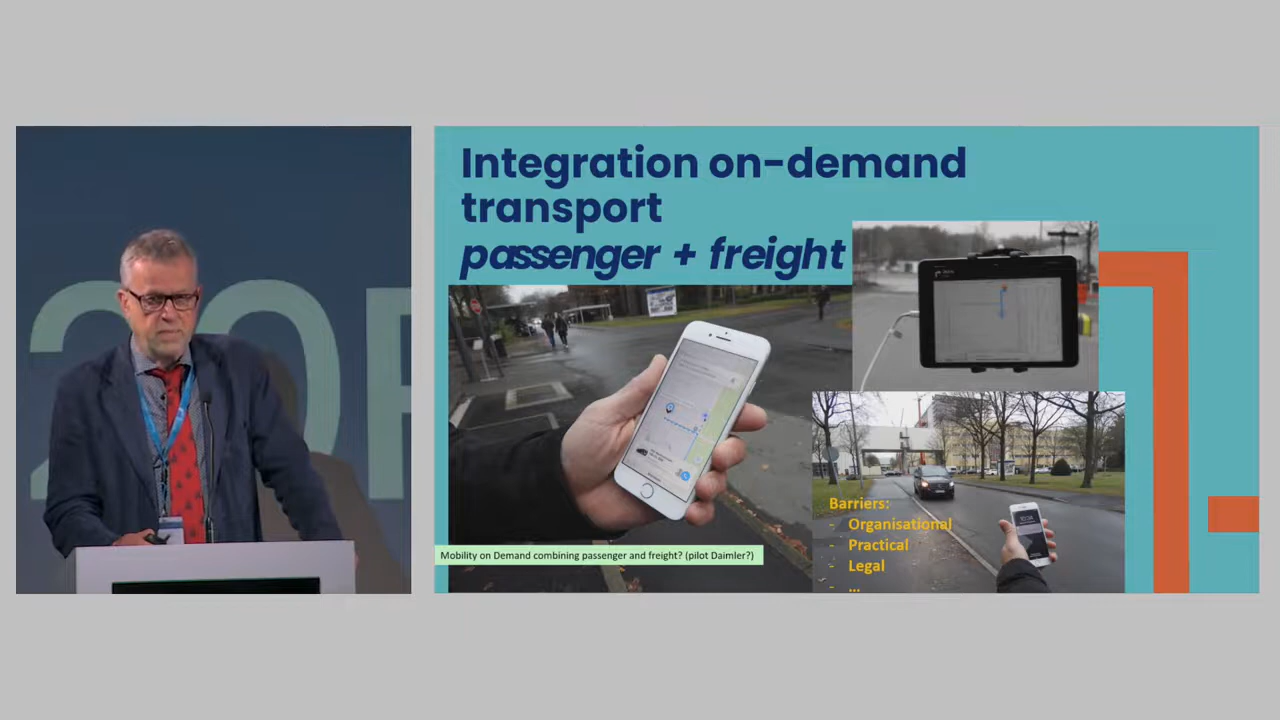 Integration on-demand
transport
passenger + freight
Barriers:
- Organisational
- Practical
- Legal
- ...
Mobility on Demand combining passenger and freight? (pilot Daimler?)